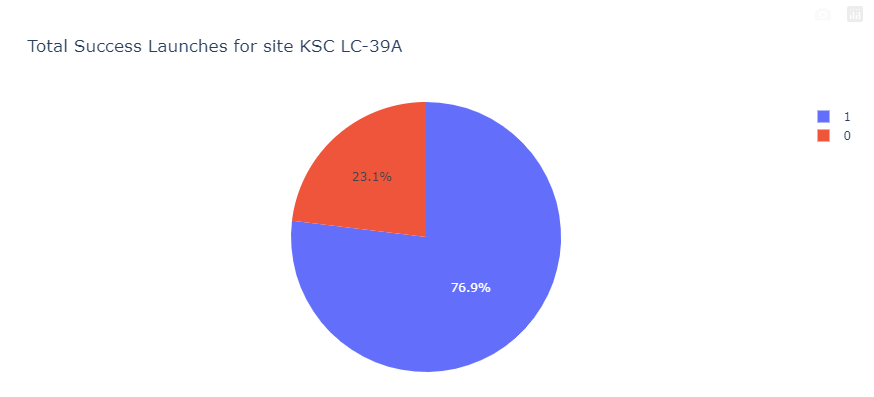 Total Success Launches for site KSC LC-39A
1
0
23.1%
76.9%